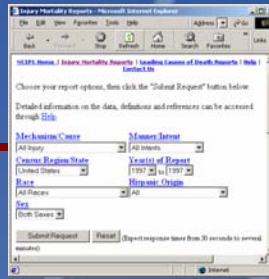 Injury Mortality Reports - Microsoft Internet Explorer
File Edit View Favorites Tools Help Address
Back Forward Stop Refresh Home Search Favorites Links
NCIPC Home | Injury Mortality Reports | Leading Causes of Death Reports | Help |
Contact Us
Choose your report options, then click the "Submit Request" button below.
Detailed information on the data, definitions and references can be accessed
through Help.
Mechanism/Cause Manner/Intent
All Injury All Intents
Census Region/State Year(s) of Report
United States 1997 to 1997
Race Hispanic Origin
All Races All
Sex
Both Sexes
Submit Request Reset (Expect response times from 30 seconds to several
minutes)
Internet